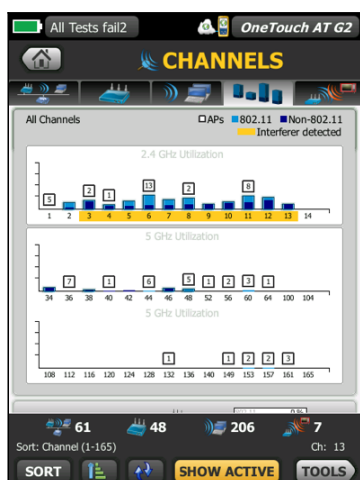 All Tests fail2
OneTouch AT G2
CHANNELS
All Channels
APs 802.11 Non-802.11
Interferer detected
2.4 GHz Utilization
5 2 1 13 2 8
1 2 3 4 5 6 7 8 9 10 11 12 13 14
5 GHz Utilization
7 1 6 5 1 2 3 1
34 36 38 40 42 44 46 48 52 56 60 64 100 104
5 GHz Utilization
1 1 2 2 3
108 112 116 120 124 128 132 136 140 149 153 157 161 165
802.11 0%
61 48 206 7
Sort: Channel (1-165) Ch: 13
SORT SHOW ACTIVE TOOLS